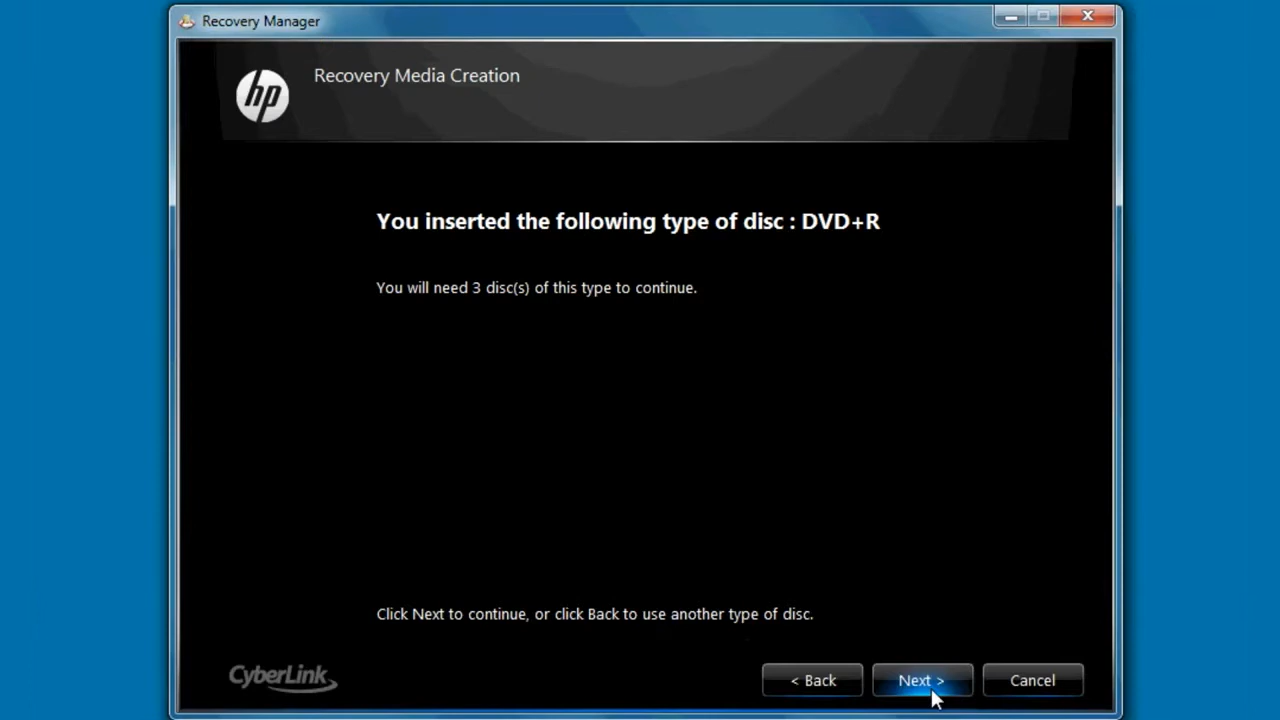 Recovery Manager
hp
Recovery Media Creation
You inserted the following type of disc : DVD+R
You will need 3 disc(s) of this type to continue.
Click Next to continue, or click Back to use another type of disc.
CyberLink
< Back
Next >
Cancel